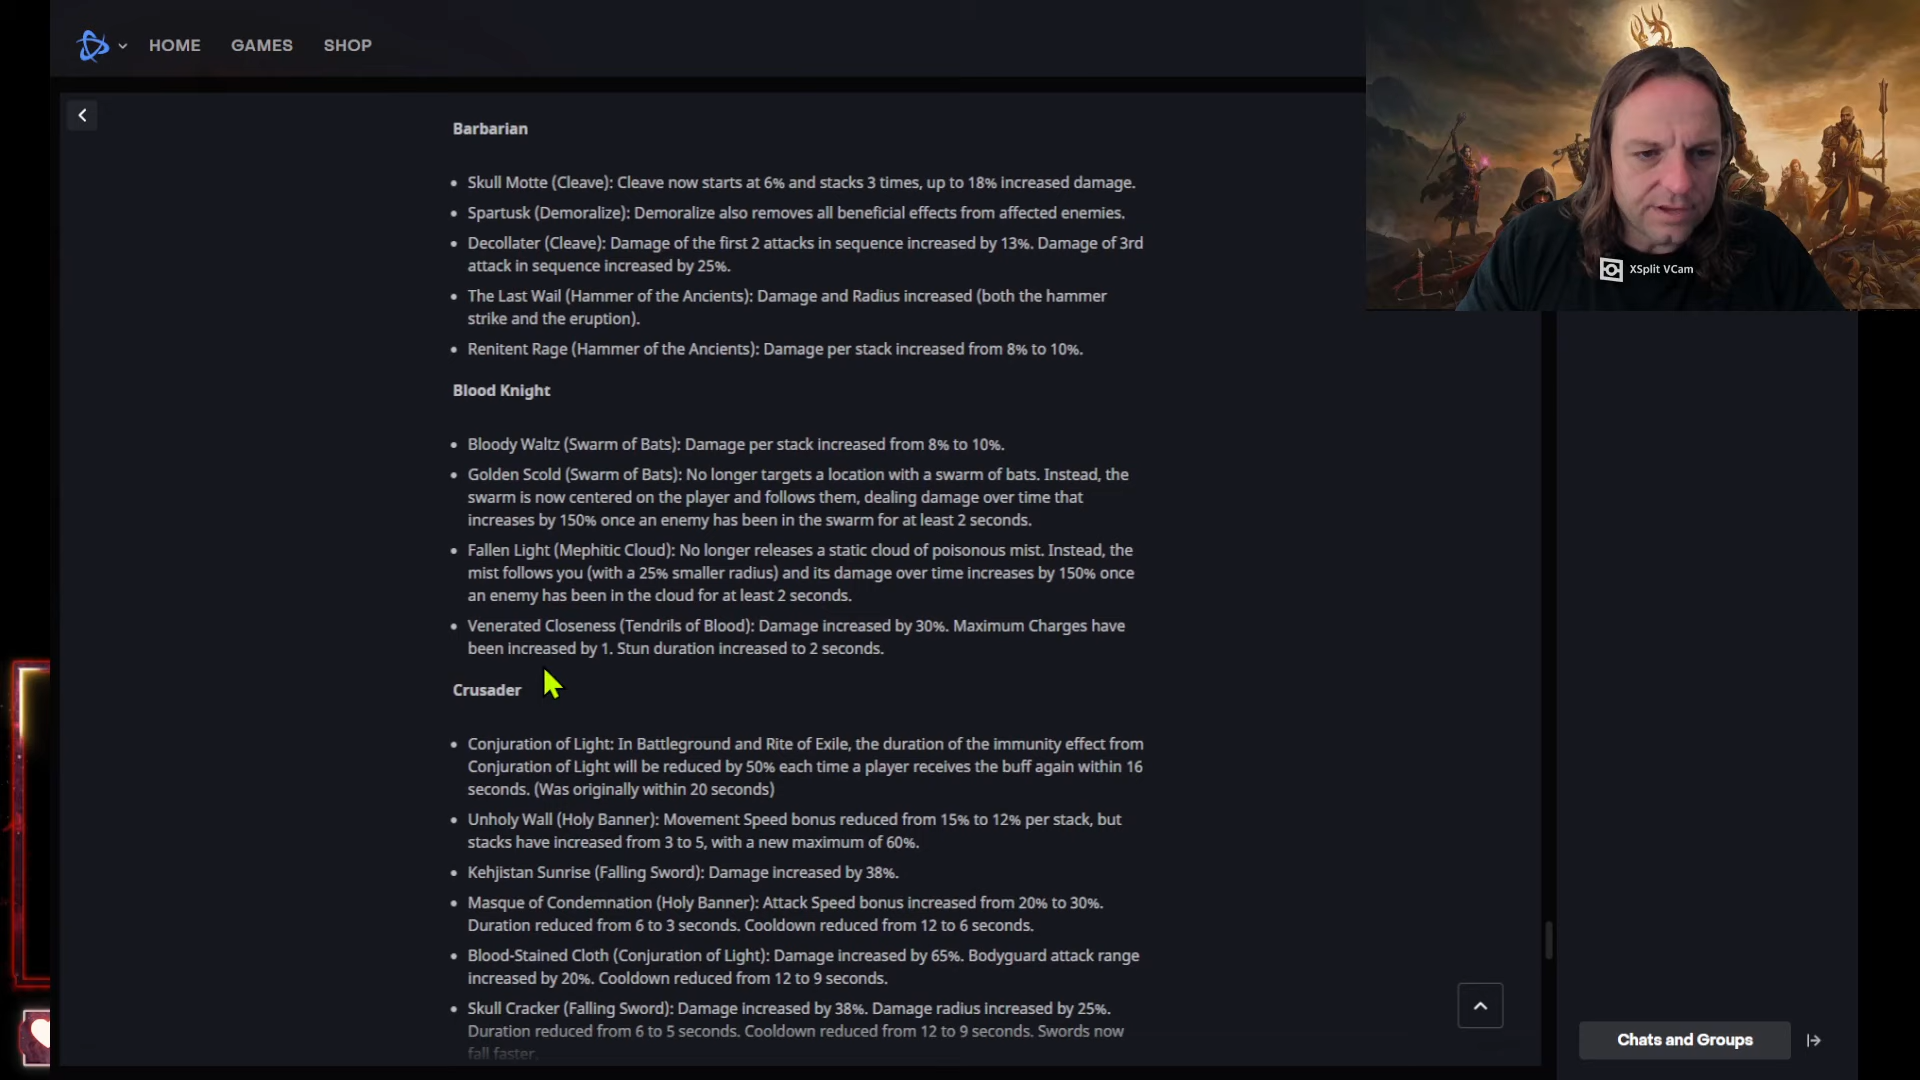 HOME GAMES SHOP
XSplit VCam
Barbarian
• Skull Motte (Cleave): Cleave now starts at 6% and stacks 3 times, up to 18% increased damage.
• Spartusk (Demoralize): Demoralize also removes all beneficial effects from affected enemies.
• Decollater (Cleave): Damage of the first 2 attacks in sequence increased by 13%. Damage of 3rd
attack in sequence increased by 25%.
• The Last Wail (Hammer of the Ancients): Damage and Radius increased (both the hammer
strike and the eruption).
• Renitent Rage (Hammer of the Ancients): Damage per stack increased from 8% to 10%.
Blood Knight
• Bloody Waltz (Swarm of Bats): Damage per stack increased from 8% to 10%.
• Golden Scold (Swarm of Bats): No longer targets a location with a swarm of bats. Instead, the
swarm is now centered on the player and follows them, dealing damage over time that
increases by 150% once an enemy has been in the swarm for at least 2 seconds.
• Fallen Light (Mephitic Cloud): No longer releases a static cloud of poisonous mist. Instead, the
mist follows you (with a 25% smaller radius) and its damage over time increases by 150% once
an enemy has been in the cloud for at least 2 seconds.
• Venerated Closeness (Tendrils of Blood): Damage increased by 30%. Maximum Charges have
been increased by 1. Stun duration increased to 2 seconds.
Crusader
• Conjuration of Light: In Battleground and Rite of Exile, the duration of the immunity effect from
Conjuration of Light will be reduced by 50% each time a player receives the buff again within 16
seconds. (Was originally within 20 seconds)
• Unholy Wall (Holy Banner): Movement Speed bonus reduced from 15% to 12% per stack, but
stacks have increased from 3 to 5, with a new maximum of 60%.
• Kehjistan Sunrise (Falling Sword): Damage increased by 38%.
• Masque of Condemnation (Holy Banner): Attack Speed bonus increased from 20% to 30%.
Duration reduced from 6 to 3 seconds. Cooldown reduced from 12 to 6 seconds.
• Blood-Stained Cloth (Conjuration of Light): Damage increased by 65%. Bodyguard attack range
increased by 20%. Cooldown reduced from 12 to 9 seconds.
• Skull Cracker (Falling Sword): Damage increased by 38%. Damage radius increased by 25%.
Duration reduced from 6 to 5 seconds. Cooldown reduced from 12 to 9 seconds. Swords now
fall faster.
Chats and Groups